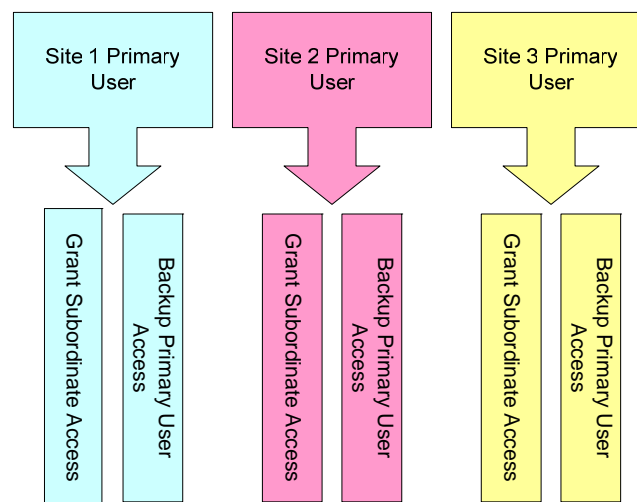 Site 1 Primary
User
Site 2 Primary
User
Site 3 Primary
User
Grant Subordinate Access
Backup Primary User
Access
Grant Subordinate Access
Backup Primary User
Access
Grant Subordinate Access
Backup Primary User
Access